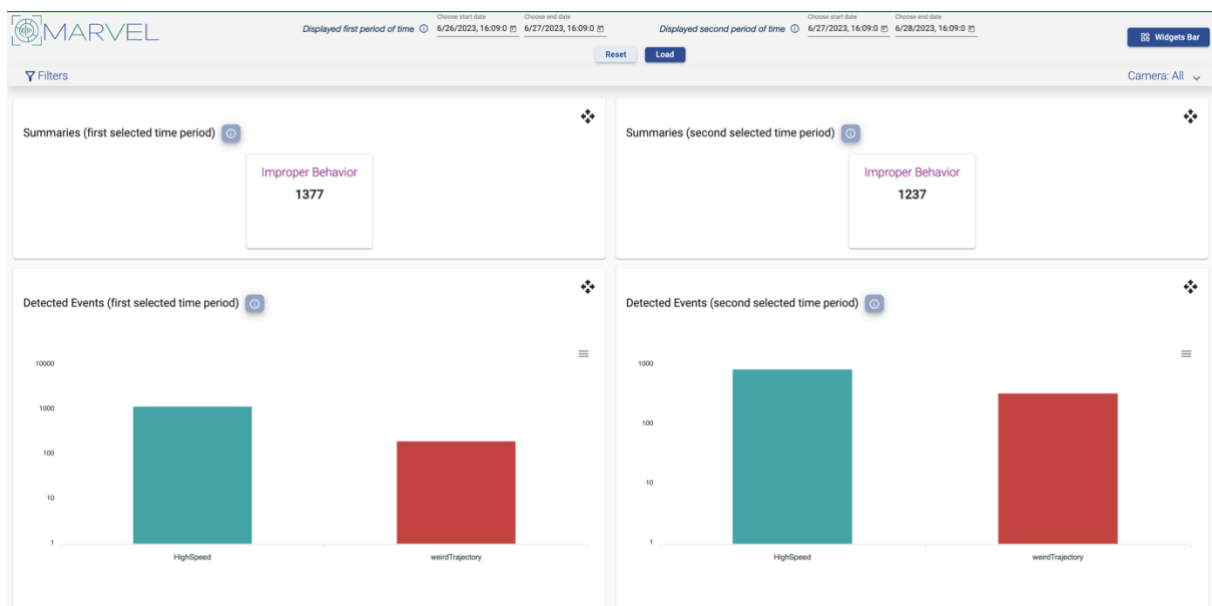 MARVEL
Displayed first period of time
Choose start date
6/26/2023, 16:09:0
Choose end date
6/27/2023, 16:09:0
Displayed second period of time
Choose start date
6/27/2023, 16:09:0
Choose end date
6/28/2023, 16:09:0
Widgets Bar
Reset Load
Filters
Camera: All
Summaries (first selected time period)
Improper Behavior
1377
Summaries (second selected time period)
Improper Behavior
1237
Detected Events (first selected time period)
10000
1000
100
10
1
HighSpeed weirdTrajectory
Detected Events (second selected time period)
1000
100
10
1
HighSpeed weirdTrajectory